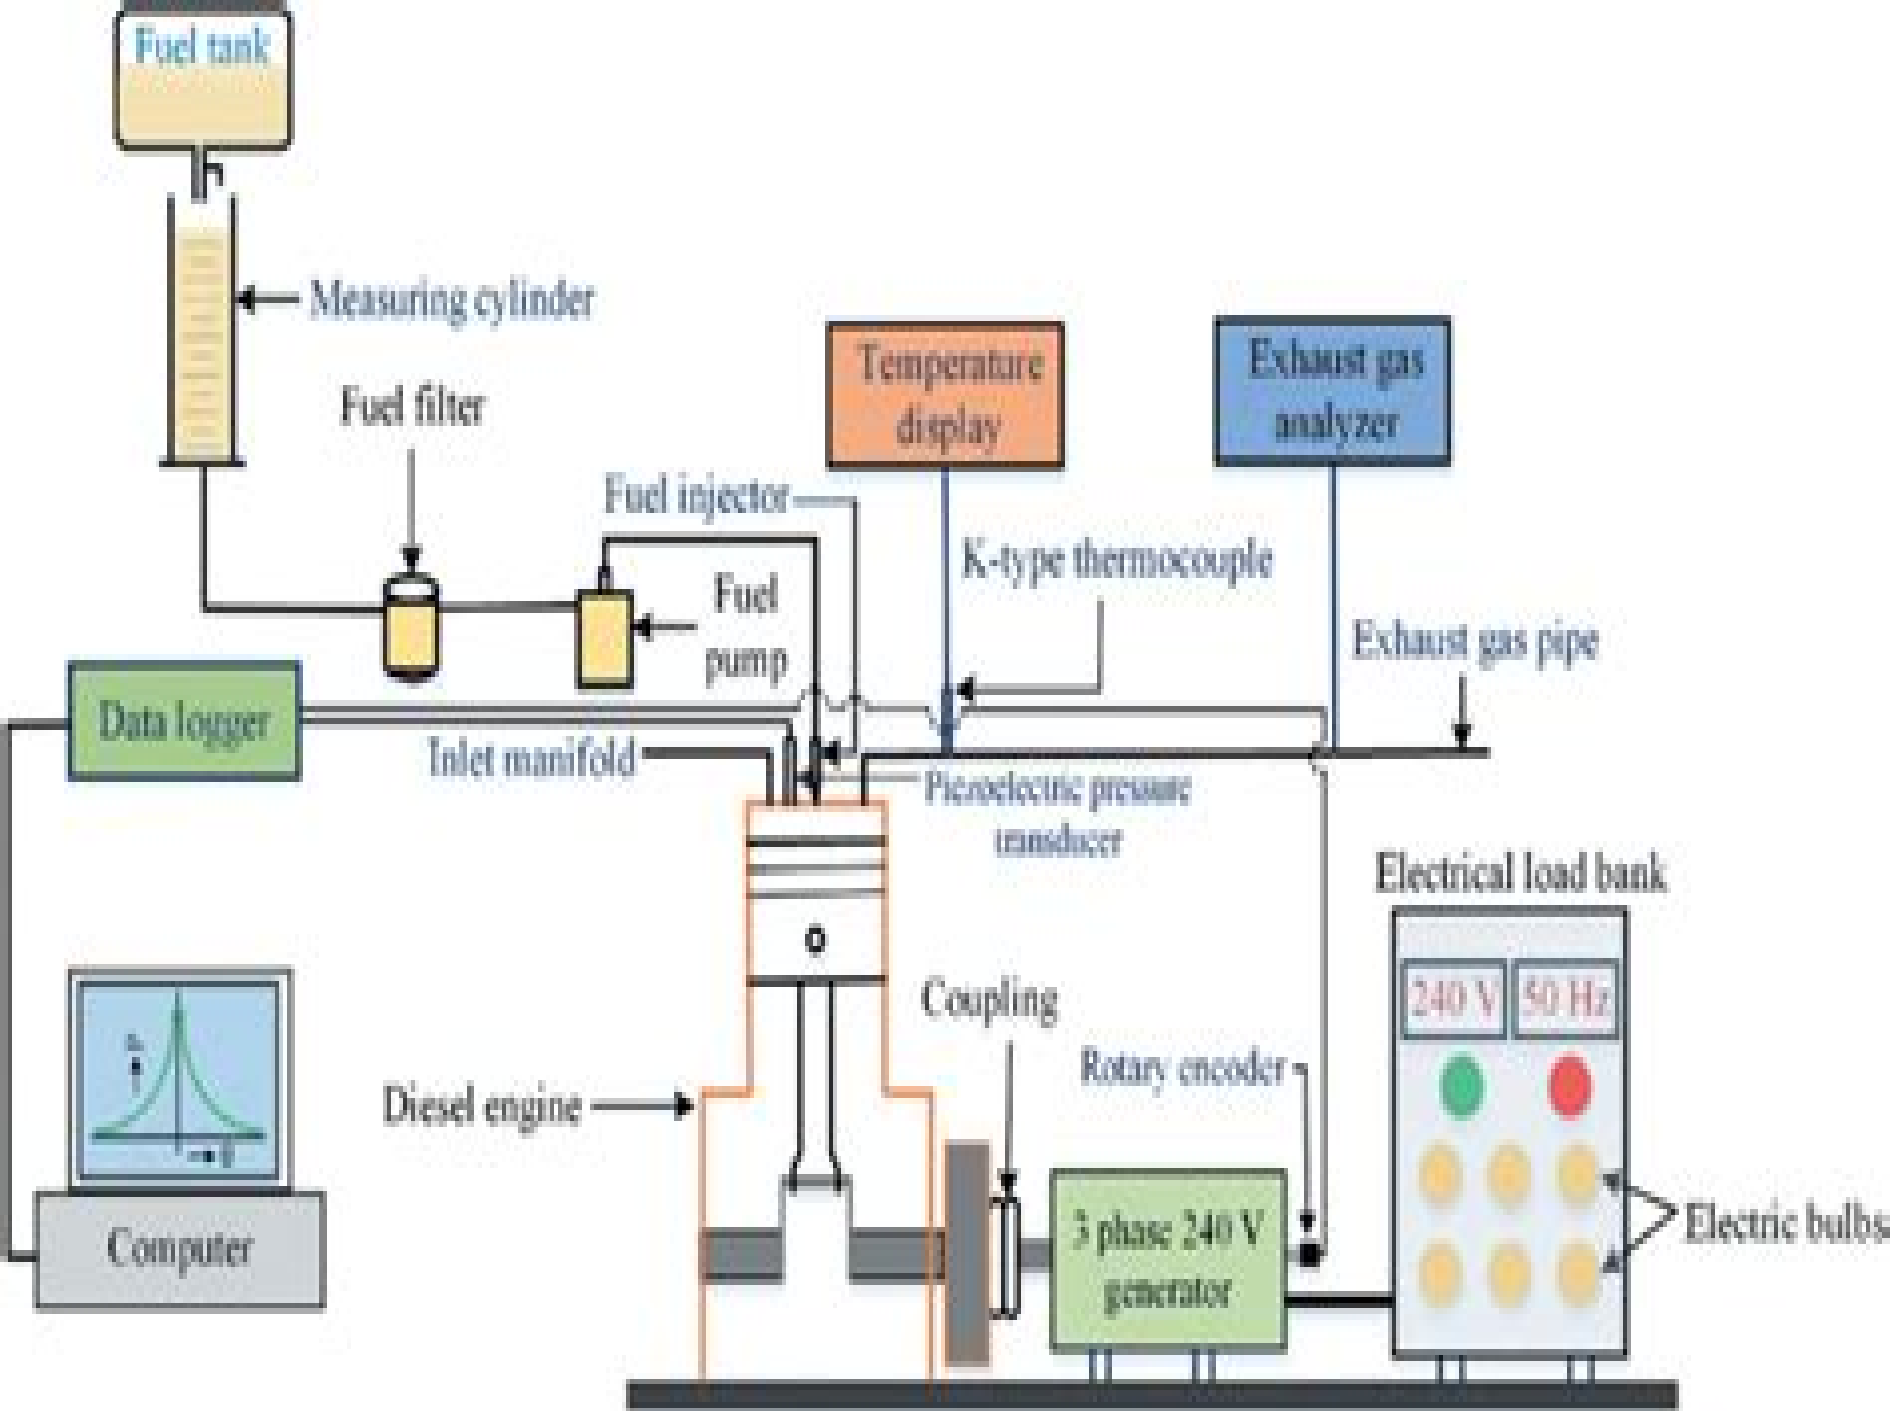 Fuel tank
Measuring cylinder
Fuel filter
Temperature
display
Exhaust gas
analyzer
Fuel injector
K-type thermocouple
Fuel
pump
Exhaust gas pipe
Data logger
Inlet manifold
Piezoelectric pressure
transducer
Electrical load bank
240 V
50 Hz
Coupling
Rotary encoder
Diesel engine
3 phase 240 V
generator
Electric bulbs
Computer